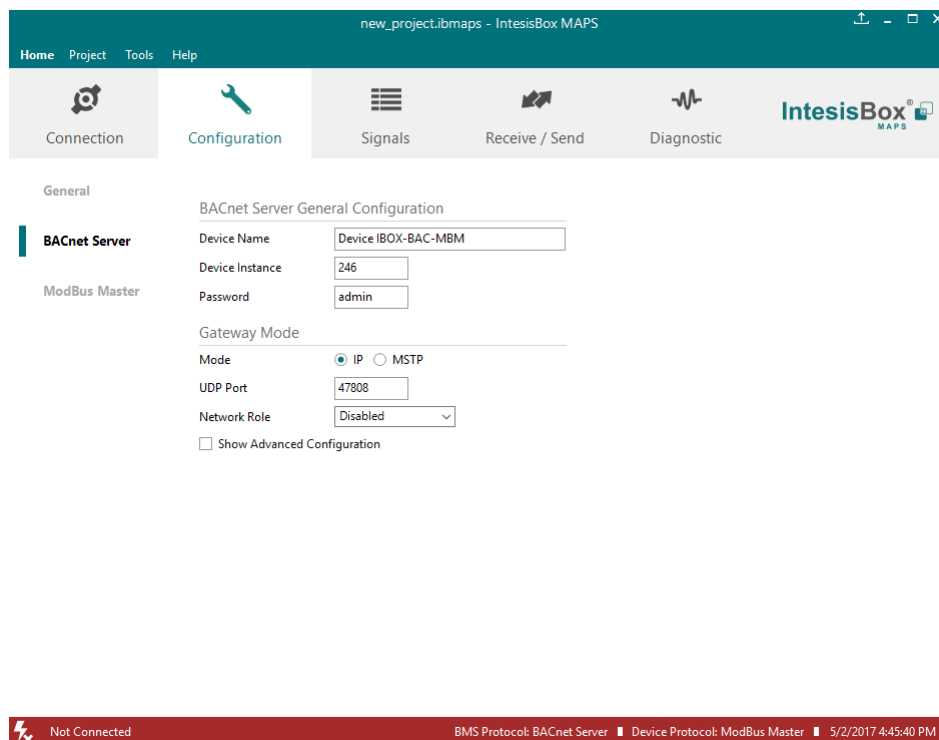 new_project.ibmaps - IntesisBox MAPS
Home Project Tools Help
Connection Configuration Signals Receive / Send Diagnostic
IntesisBox® MAPS
General
BACnet Server
ModBus Master
BACnet Server General Configuration
Device Name Device IBOX-BAC-MBM
Device Instance 246
Password admin
Gateway Mode
Mode IP MSTP
UDP Port 47808
Network Role Disabled
Show Advanced Configuration
Not Connected BMS Protocol: BACnet Server Device Protocol: ModBus Master 5/2/2017 4:45:40 PM